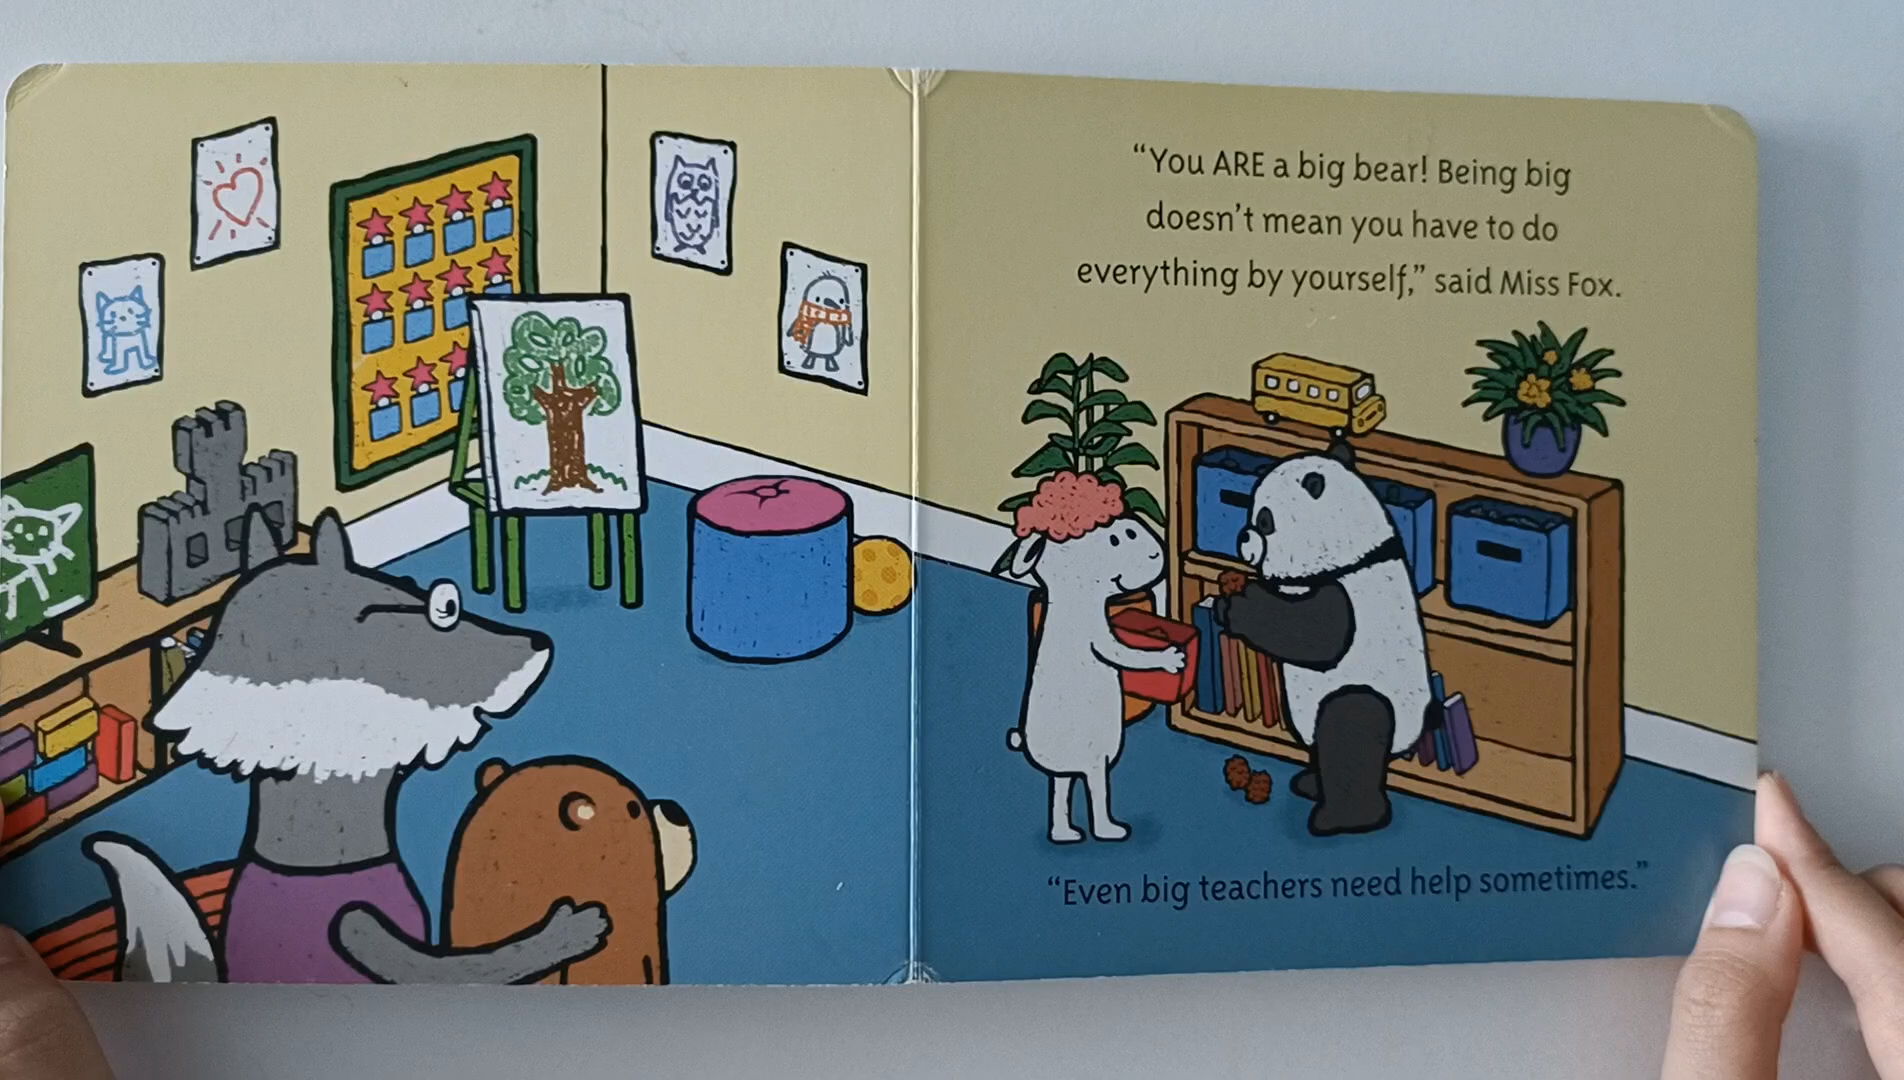 “You ARE a big bear! Being big
doesn’t mean you have to do
everything by yourself,” said Miss Fox.
“Even big teachers need help sometimes.”